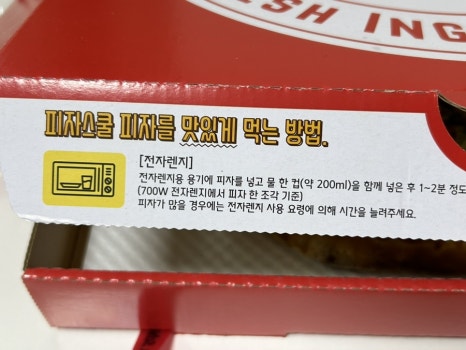 ESH ING
피자스쿨 피자를 맛있게 먹는 방법.
[전자렌지]
전자렌지용 용기에 피자를 넣고 물 한 컵(약 200ml)을 함께 넣은 후 1~2분 정도
(700W 전자렌지에서 피자 한 조각 기준)
피자가 많을 경우에는 전자렌지 사용 요령에 의해 시간을 늘려주세요.